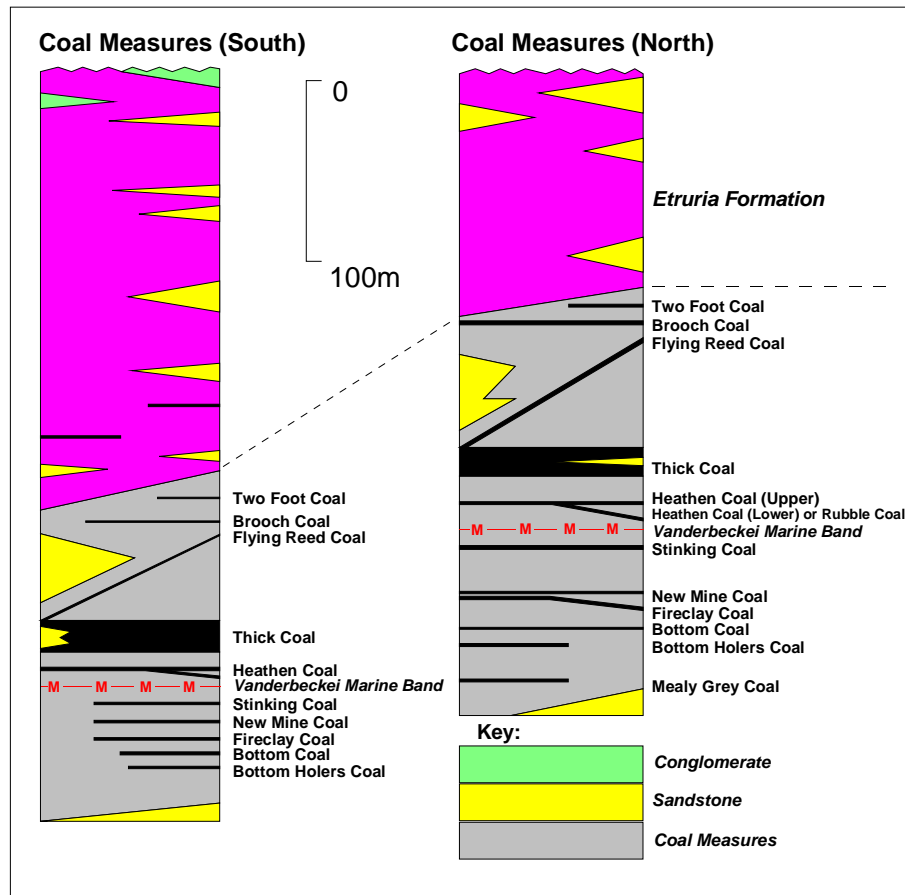 Coal Measures (South)
Coal Measures (North)
0
100m
Etruria Formation
Two Foot Coal
Brooch Coal
Flying Reed Coal
Thick Coal
Heathen Coal
Vanderbeckei Marine Band
M M M M
Stinking Coal
New Mine Coal
Fireclay Coal
Bottom Coal
Bottom Holers Coal
Two Foot Coal
Brooch Coal
Flying Reed Coal
Thick Coal
Heathen Coal (Upper)
Heathen Coal (Lower) or Rubble Coal
Vanderbeckei Marine Band
M M M M
Stinking Coal
New Mine Coal
Fireclay Coal
Bottom Coal
Bottom Holers Coal
Mealy Grey Coal
Key:
Conglomerate
Sandstone
Coal Measures